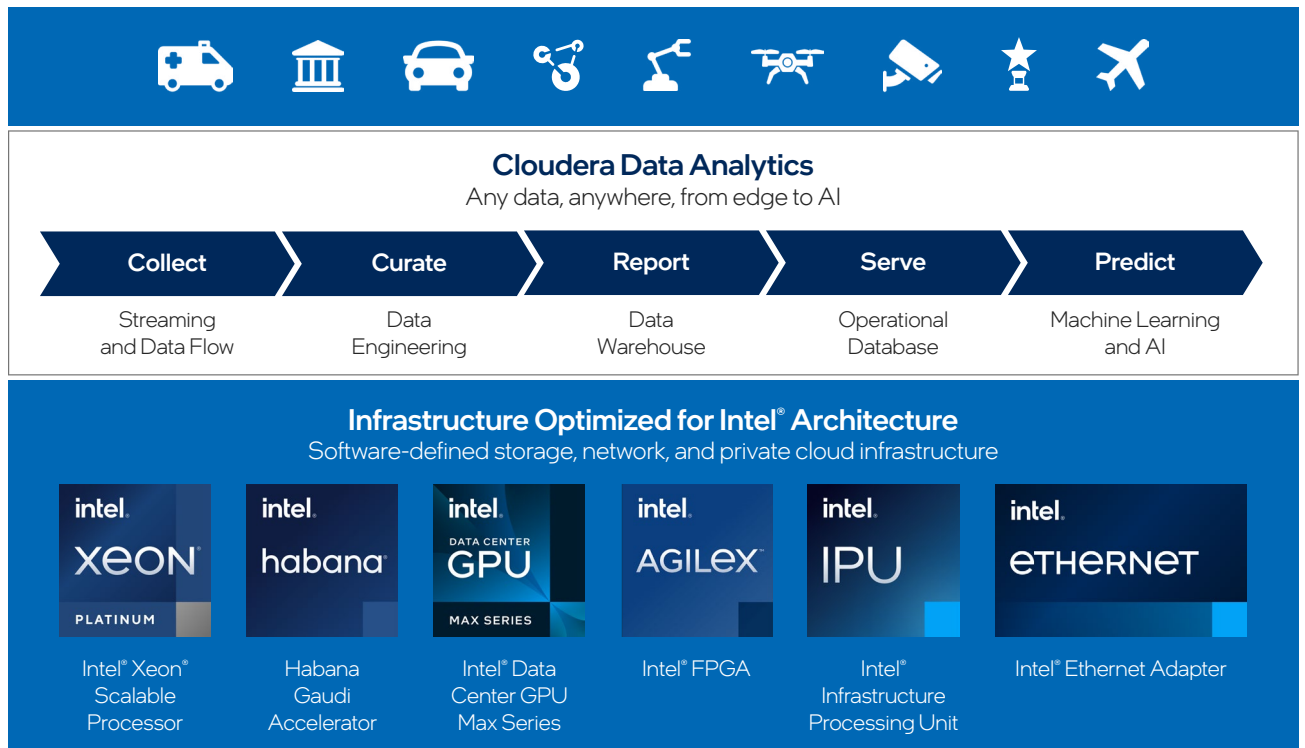 Cloudera Data Analytics
Any data, anywhere, from edge to AI
Collect
Curate
Report
Serve
Predict
Streaming
and Data Flow
Data
Engineering
Data
Warehouse
Operational
Database
Machine Learning
and AI
Infrastructure Optimized for Intel® Architecture
Software-defined storage, network, and private cloud infrastructure
intel.
xeon®
PLATINUM
intel.
habana®
intel.
DATA CENTER
GPU
MAX SERIES
intel.
AGILEX™
intel.
IPU
intel.
eTHeRNeT
Intel® Xeon®
Scalable
Processor
Habana
Gaudi
Accelerator
Intel® Data
Center GPU
Max Series
Intel® FPGA
Intel®
Infrastructure
Processing Unit
Intel® Ethernet Adapter